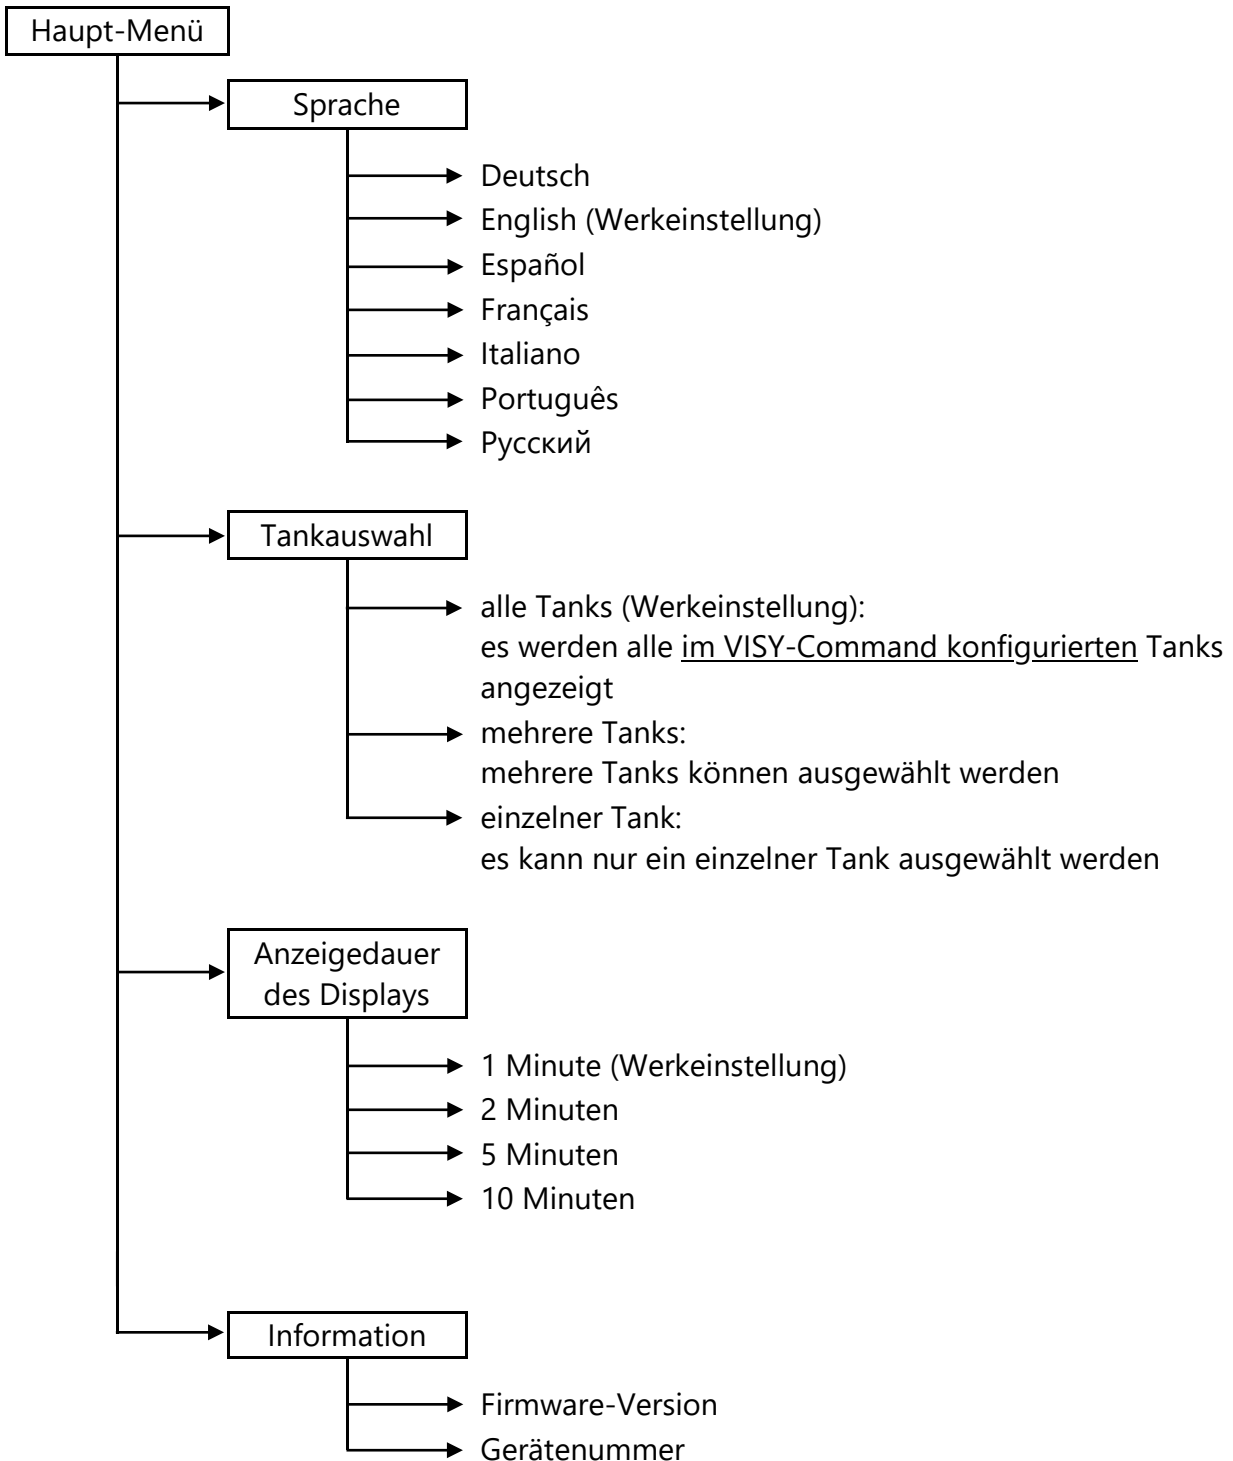 Haupt-Menü
Sprache
Deutsch
English (Werkeinstellung)
Español
Français
Italiano
Português
Русский
Tankauswahl
alle Tanks (Werkeinstellung):
es werden alle im VISY-Command konfigurierten Tanks
angezeigt
mehrere Tanks:
mehrere Tanks können ausgewählt werden
einzelner Tank:
es kann nur ein einzelner Tank ausgewählt werden
Anzeigedauer
des Displays
1 Minute (Werkeinstellung)
2 Minuten
5 Minuten
10 Minuten
Information
Firmware-Version
Gerätenummer